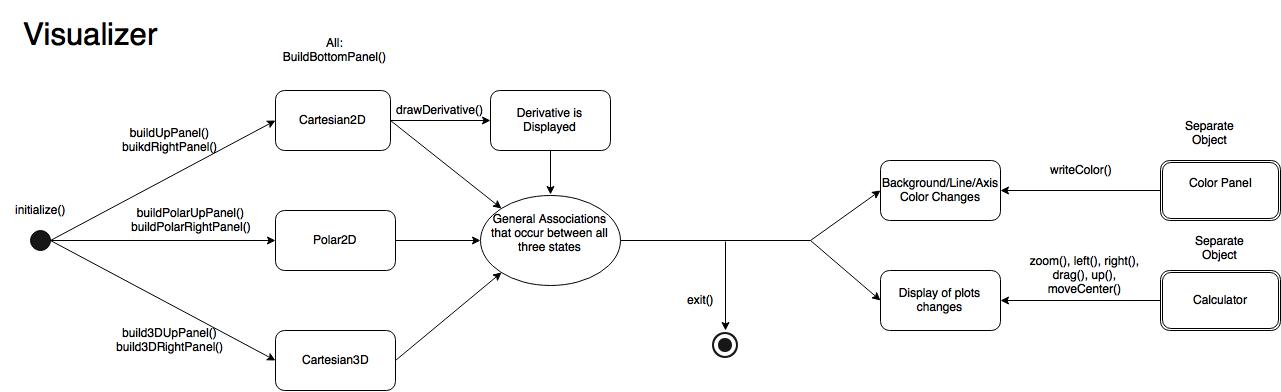 Visualizer
All:
BuildBottomPanel()
initialize()
buildUpPanel()
buikdRightPanel()
buildPolarUpPanel()
buildPolarRightPanel()
build3DUpPanel()
build3DRightPanel()
Cartesian2D
drawDerivative()
Derivative is
Displayed
Polar2D
General Associations
that occur between all
three states
Cartesian3D
exit()
Background/Line/Axis
Color Changes
writeColor()
Separate
Object
Color Panel
Display of plots
changes
zoom(), left(), right(),
drag(), up(),
moveCenter()
Separate
Object
Calculator